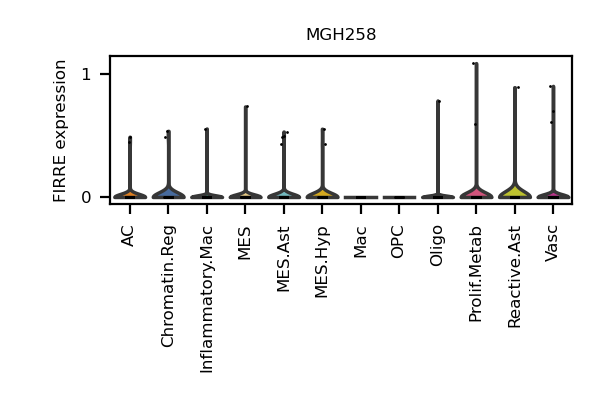 MGH258
FIRRE expression
1
0
AC
Chromatin.Reg
Inflammatory.Mac
MES
MES.Ast
MES.Hyp
Mac
OPC
Oligo
Prolif.Metab
Reactive.Ast
Vasc